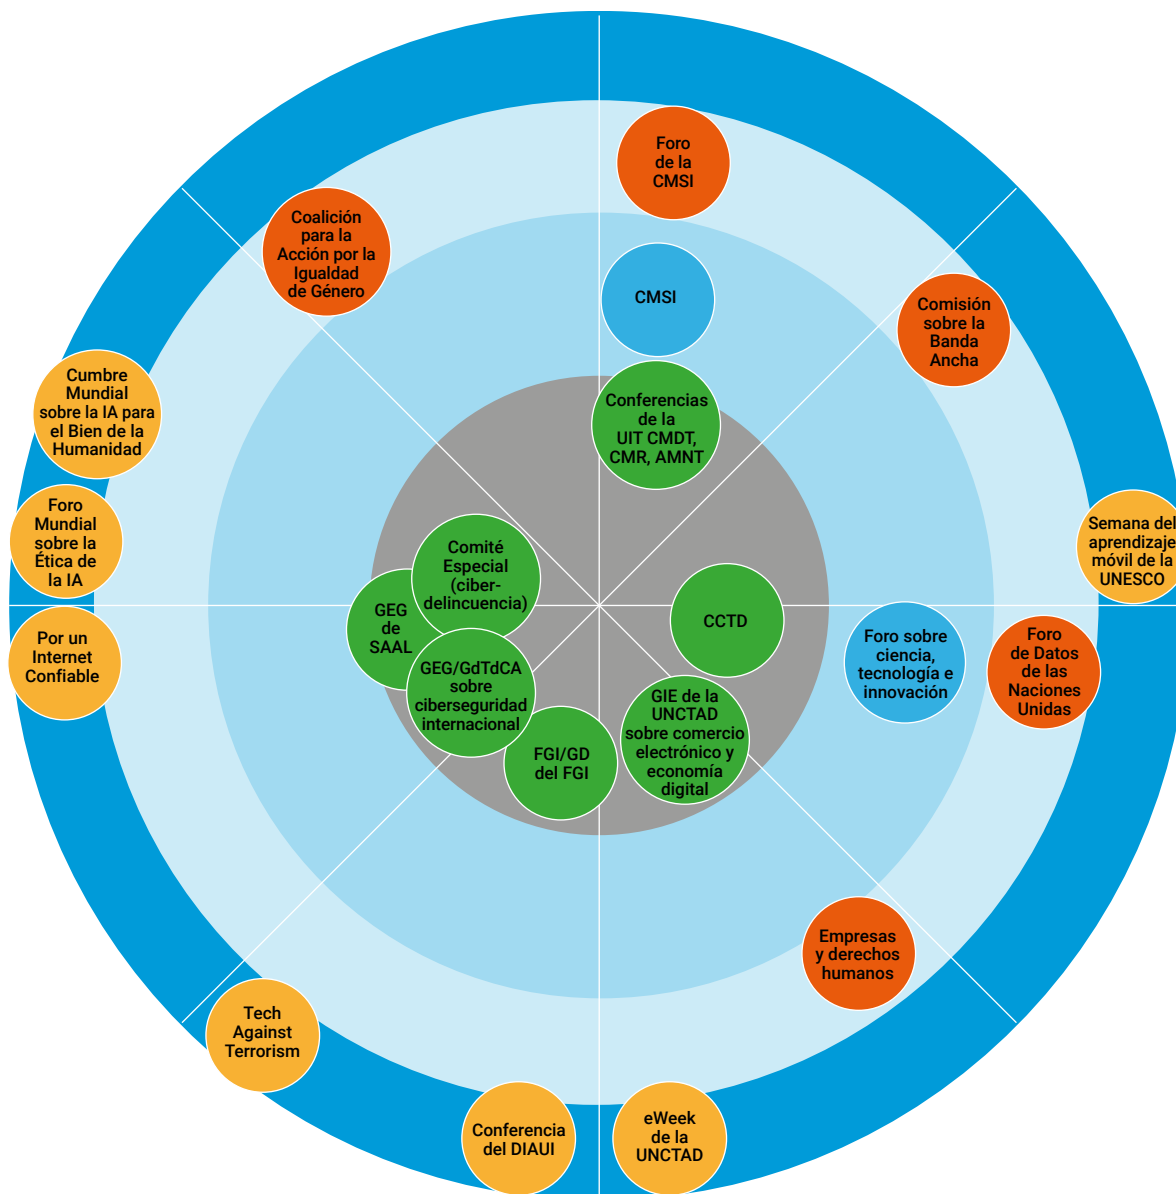 Foro
de la
CMSI
Coalición
para la
Acción por la
Igualdad
de Género
CMSI
Comisión
sobre la
Banda
Ancha
Cumbre
Mundial
sobre la IA para
el Bien de la
Humanidad
Conferencias
de la
UIT CMDT,
CMR, AMNT
Foro
Mundial
sobre la
Ética de
la IA
Comité
Especial
(ciber-
delincuencia)
Semana del
aprendizaje
móvil de la
UNESCO
GEG
de
SAAL
CCTD
Foro sobre
ciencia,
tecnología e
innovación
Foro
de Datos
de las
Naciones
Unidas
Por un
Internet
Confiable
GEG/GdTdCA
sobre
ciberseguridad
internacional
GIE de la
UNCTAD
sobre comercio
electrónico y
economía
digital
FGI/GD
del FGI
Empresas
y derechos
humanos
Tech
Against
Terrorism
Conferencia
del DIAUI
eWeek
de la
UNCTAD